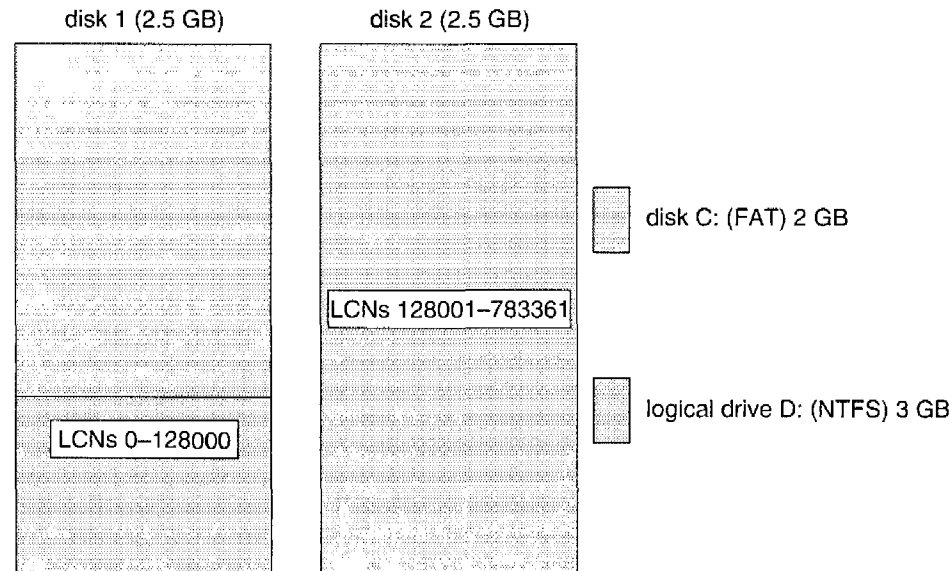 disk 1 (2.5 GB)
disk 2 (2.5 GB)
disk C: (FAT) 2 GB
LCNs 128001–783361
logical drive D: (NTFS) 3 GB
LCNs 0–128000